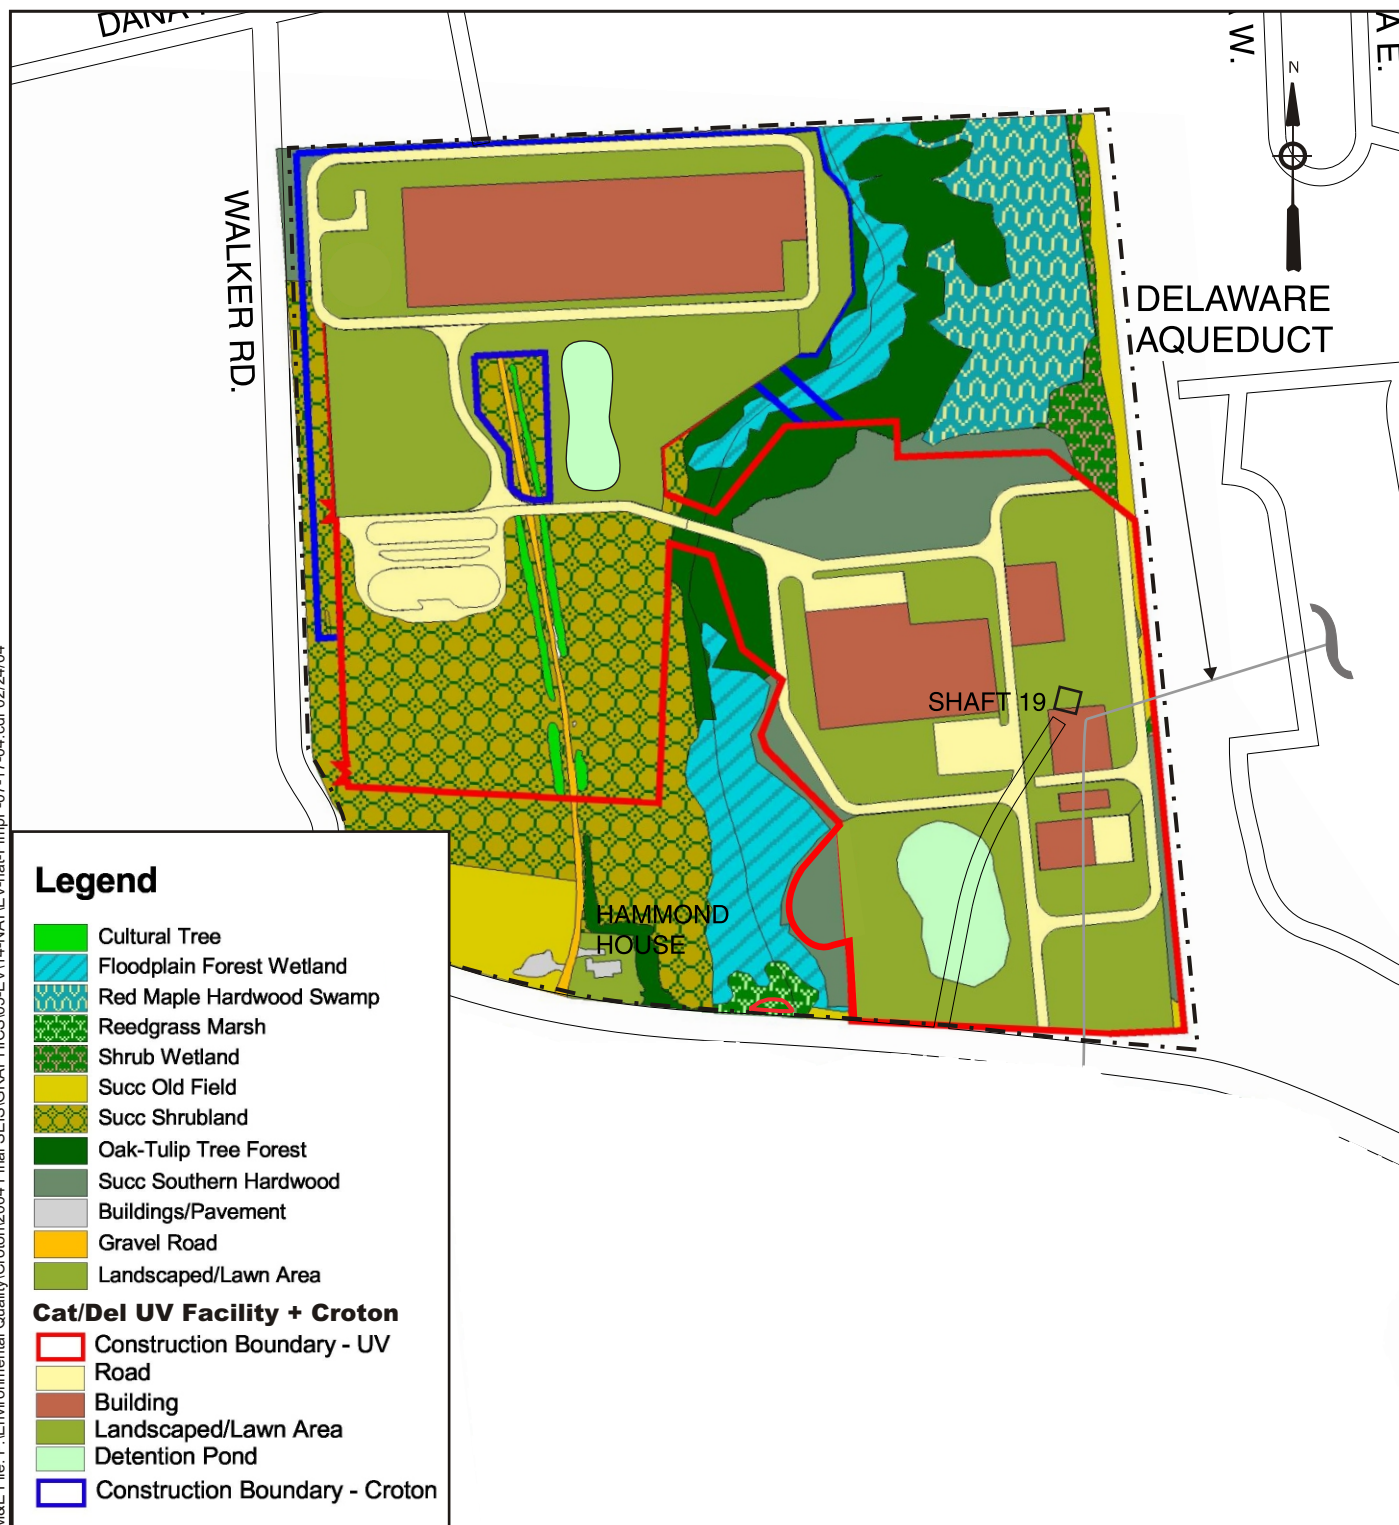 W.
E.
N
WALKER RD.
DELAWARE
AQUEDUCT
SHAFT 19
HAMMOND
HOUSE
Legend
Cultural Tree
Floodplain Forest Wetland
Red Maple Hardwood Swamp
Reedgrass Marsh
Shrub Wetland
Succ Old Field
Succ Shrubland
Oak-Tulip Tree Forest
Succ Southern Hardwood
Buildings/Pavement
Gravel Road
Landscaped/Lawn Area
Cat/Del UV Facility + Croton
Construction Boundary - UV
Road
Building
Landscaped/Lawn Area
Detention Pond
Construction Boundary - Croton